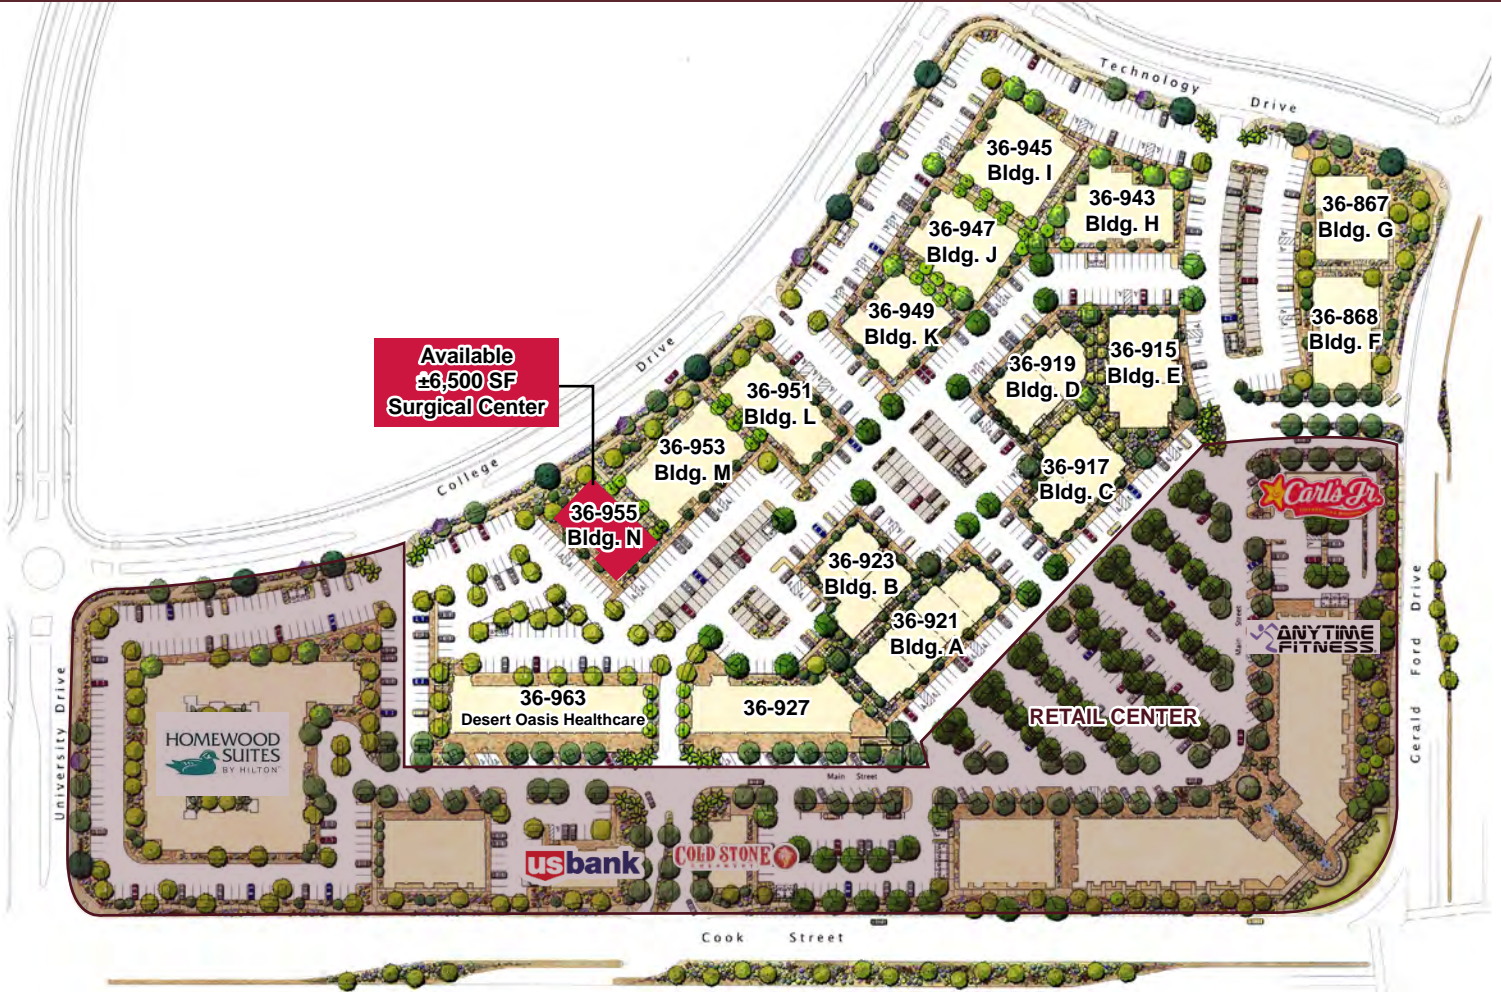 Technology Drive
36-945
Bldg. I
36-943
Bldg. H
36-867
Bldg. G
36-947
Bldg. J
36-949
Bldg. K
36-868
Bldg. F
36-919
Bldg. D
36-915
Bldg. E
Available
±6,500 SF
Surgical Center
College Drive
36-951
Bldg. L
36-953
Bldg. M
36-917
Bldg. C
36-955
Bldg. N
Carl's Jr.
36-923
Bldg. B
36-921
Bldg. A
Main Street
ANYTIME
FITNESS
Gerald Ford Drive
University Drive
36-963
Desert Oasis Healthcare
36-927
RETAIL CENTER
HOMEWOOD
SUITES
BY HILTON
Main Street
usbank
COLD STONE
CREAMERY
Cook Street